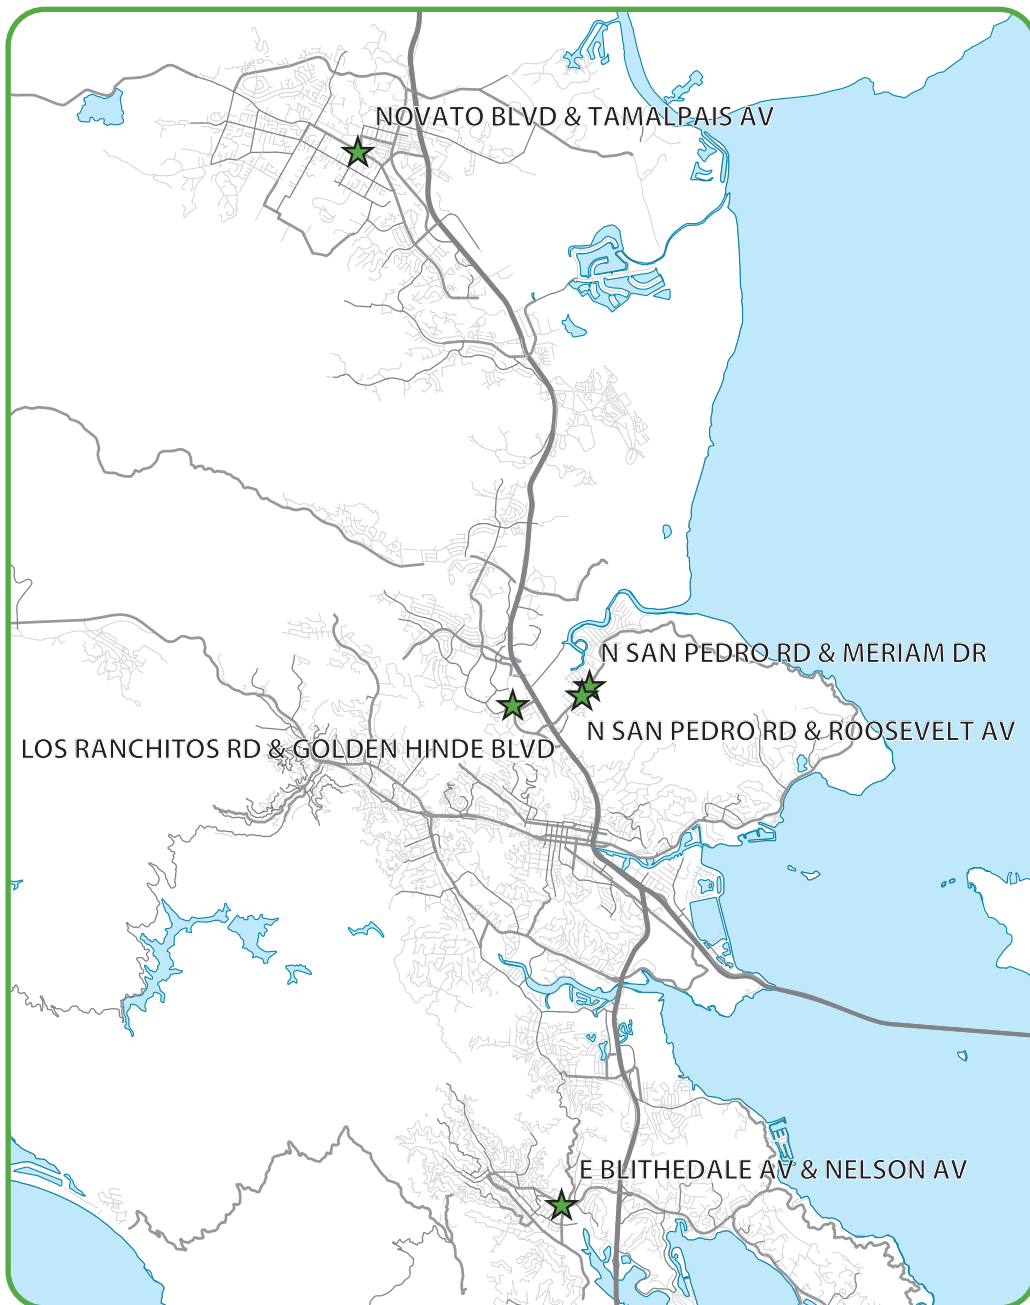 NOVATO BLVD & TAMALPAIS AV
N SAN PEDRO RD & MERIAM DR
N SAN PEDRO RD & ROOSEVELT AV
LOS RANCHITOS RD & GOLDEN HINDE BLVD
E BLITHEDALE AV & NELSON AV